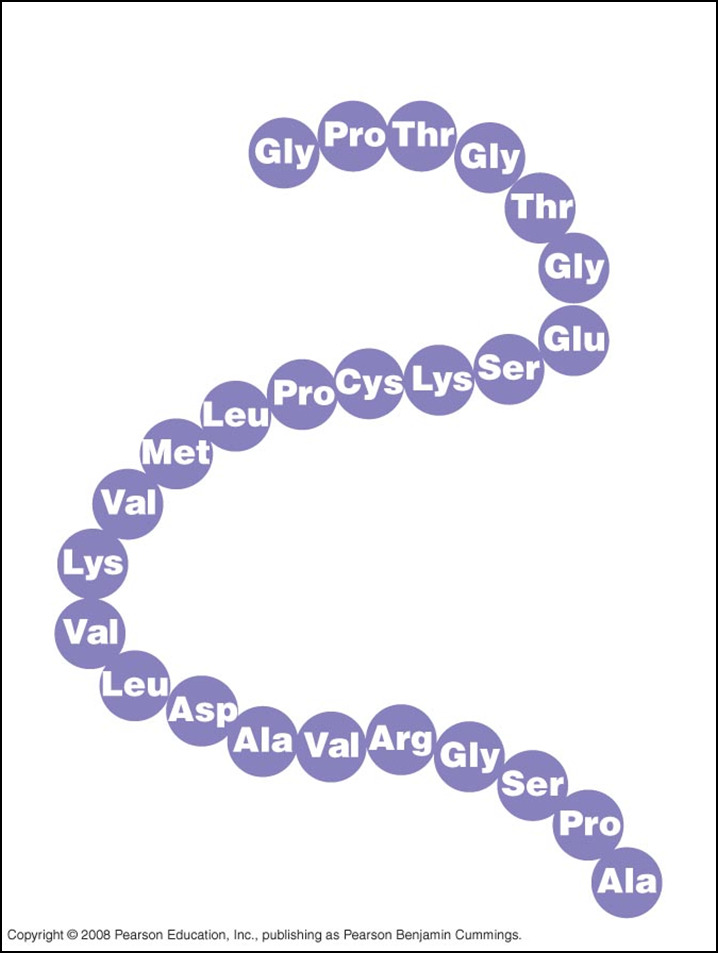 Gly
Pro
Thr
Gly
Thr
Gly
Glu
Ser
Lys
Cys
Pro
Leu
Met
Val
Lys
Val
Leu
Asp
Ala
Val
Arg
Gly
Ser
Pro
Ala
Copyright © 2008 Pearson Education, Inc., publishing as Pearson Benjamin Cummings.